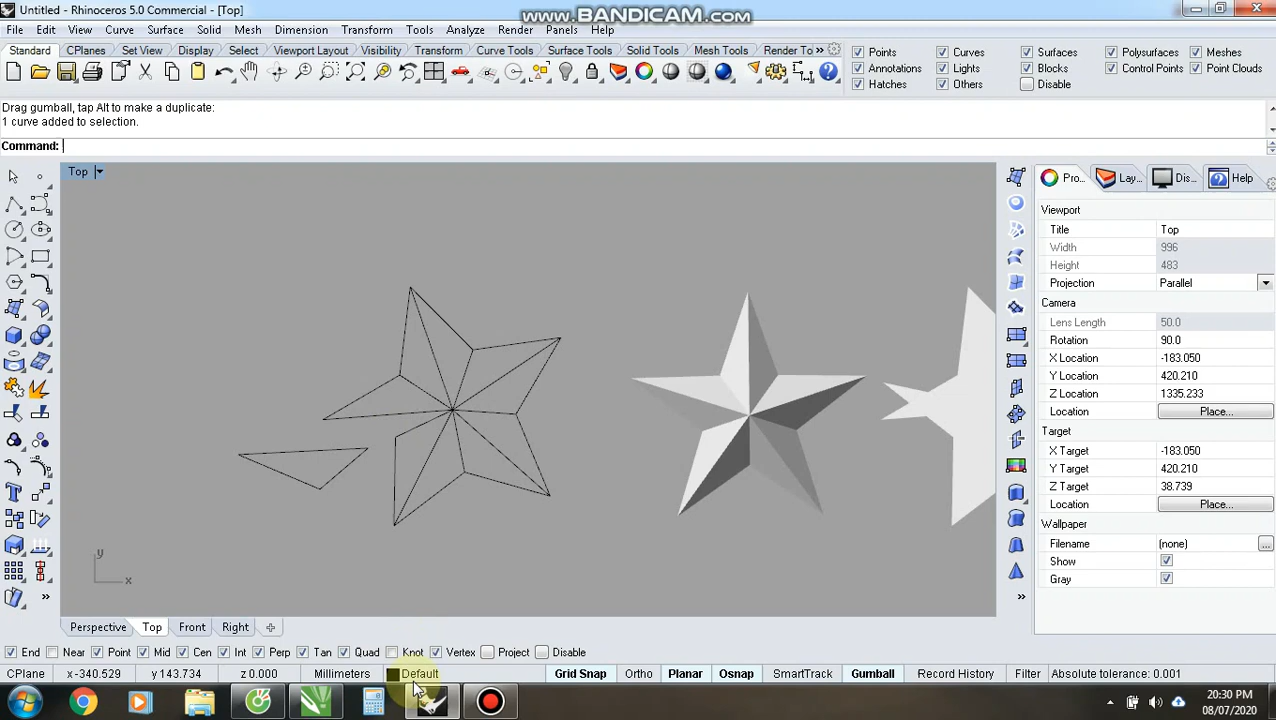 Untitled - Rhinoceros 5.0 Commercial - [Top]
www.BANDICAM.com
File Edit View Curve Surface Solid Mesh Dimension Transform Tools Analyze Render Panels Help
Standard CPlanes Set View Display Select Viewport Layout Visibility Transform Curve Tools Surface Tools Solid Tools Mesh Tools Render To »
Points Curves Surfaces Polysurfaces Meshes
Annotations Lights Blocks Control Points Point Clouds
Hatches Others Disable
Drag gumball, tap Alt to make a duplicate:
1 curve added to selection.
Command:
Top
Pro... Lay... Dis... Help
Viewport
Title Top
Width 996
Height 483
Projection Parallel
Camera
Lens Length 50.0
Rotation 90.0
X Location -183.050
Y Location 420.210
Z Location 1335.233
Location Place...
Target
X Target -183.050
Y Target 420.210
Z Target 38.739
Location Place...
Wallpaper
Filename (none) ...
Show
Gray
y
x
Perspective Top Front Right
End Near Point Mid Cen Int Perp Tan Quad Knot Vertex Project Disable
CPlane x-340.529 y 143.734 z 0.000 Millimeters Default Grid Snap Ortho Planar Osnap SmartTrack Gumball Record History Filter Absolute tolerance: 0.001
20:30 PM
08/07/2020